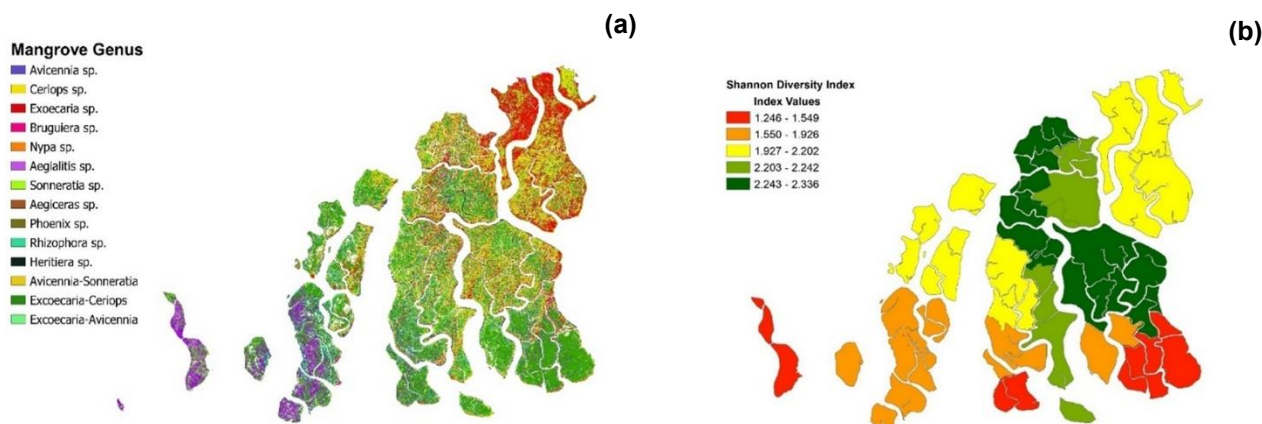 (a)
Mangrove Genus
Avicennia sp.
Ceriops sp.
Exoecaria sp.
Bruguiera sp.
Nypa sp.
Aegialitis sp.
Sonneratia sp.
Aegiceras sp.
Phoenix sp.
Rhizophora sp.
Heritiera sp.
Avicennia-Sonneratia
Excoecaria-Ceriops
Excoecaria-Avicennia
(b)
Shannon Diversity Index
Index Values
1.246 - 1.549
1.550 - 1.926
1.927 - 2.202
2.203 - 2.242
2.243 - 2.336